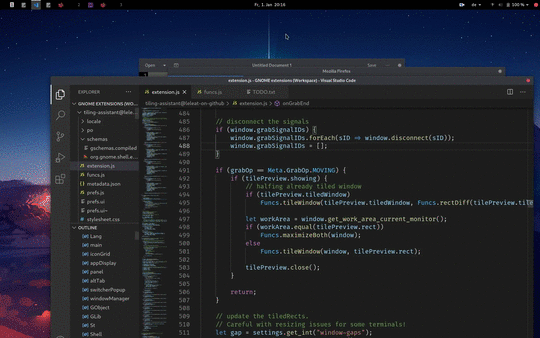 Fr, 1. Jan 20:16
de
100 %
Open
Untitled Document 1
Save
Mozilla Firefox
extension.js - GNOME extensions (Workspace) - Visual Studio Code
EXPLORER
extension.js
funcs.js
TODO.txt
GNOME EXTENSIONS (WORKSPACE)
tiling-assistant@leleat-on-github > extension.js > onGrabEnd
tiling-assistant@leleat
locale
po
schemas
gschemas.compiled
org.gnome.shell.e
extension.js
funcs.js
metadata.json
prefs.js
prefs.ui
prefs.ui~
stylesheet.css
OUTLINE
Lang
main
iconGrid
appDisplay
panel
altTab
switcherPopup
windowManager
GObject
GLib
St
Shell
484
485 // disconnect the signals
486 if (window.grabSignalIDs) {
487 window.grabSignalIDs.forEach(sID => window.disconnect(sID));
488 window.grabSignalIDs = [];
489 }
490
491 if (grabOp == Meta.GrabOp.MOVING) {
492 if (tilePreview.showing) {
493 // halfing already tiled window
494 if (tilePreview.tiledWindow)
495 Funcs.tileWindow(tilePreview.tiledWindow, Funcs.rectDiff(tilePreview.tile
496
497 let workArea = window.get_work_area_current_monitor();
498 if (workArea.equal(tilePreview.rect))
499 Funcs.maximizeBoth(window);
500 else
501 Funcs.tileWindow(window, tilePreview.rect);
502
503 tilePreview.close();
504 }
505
506 return;
507 }
508
509 // update the tiledRects.
510 // Careful with resizing issues for some terminals!
511 let gap = settings.get_int("window-gaps");